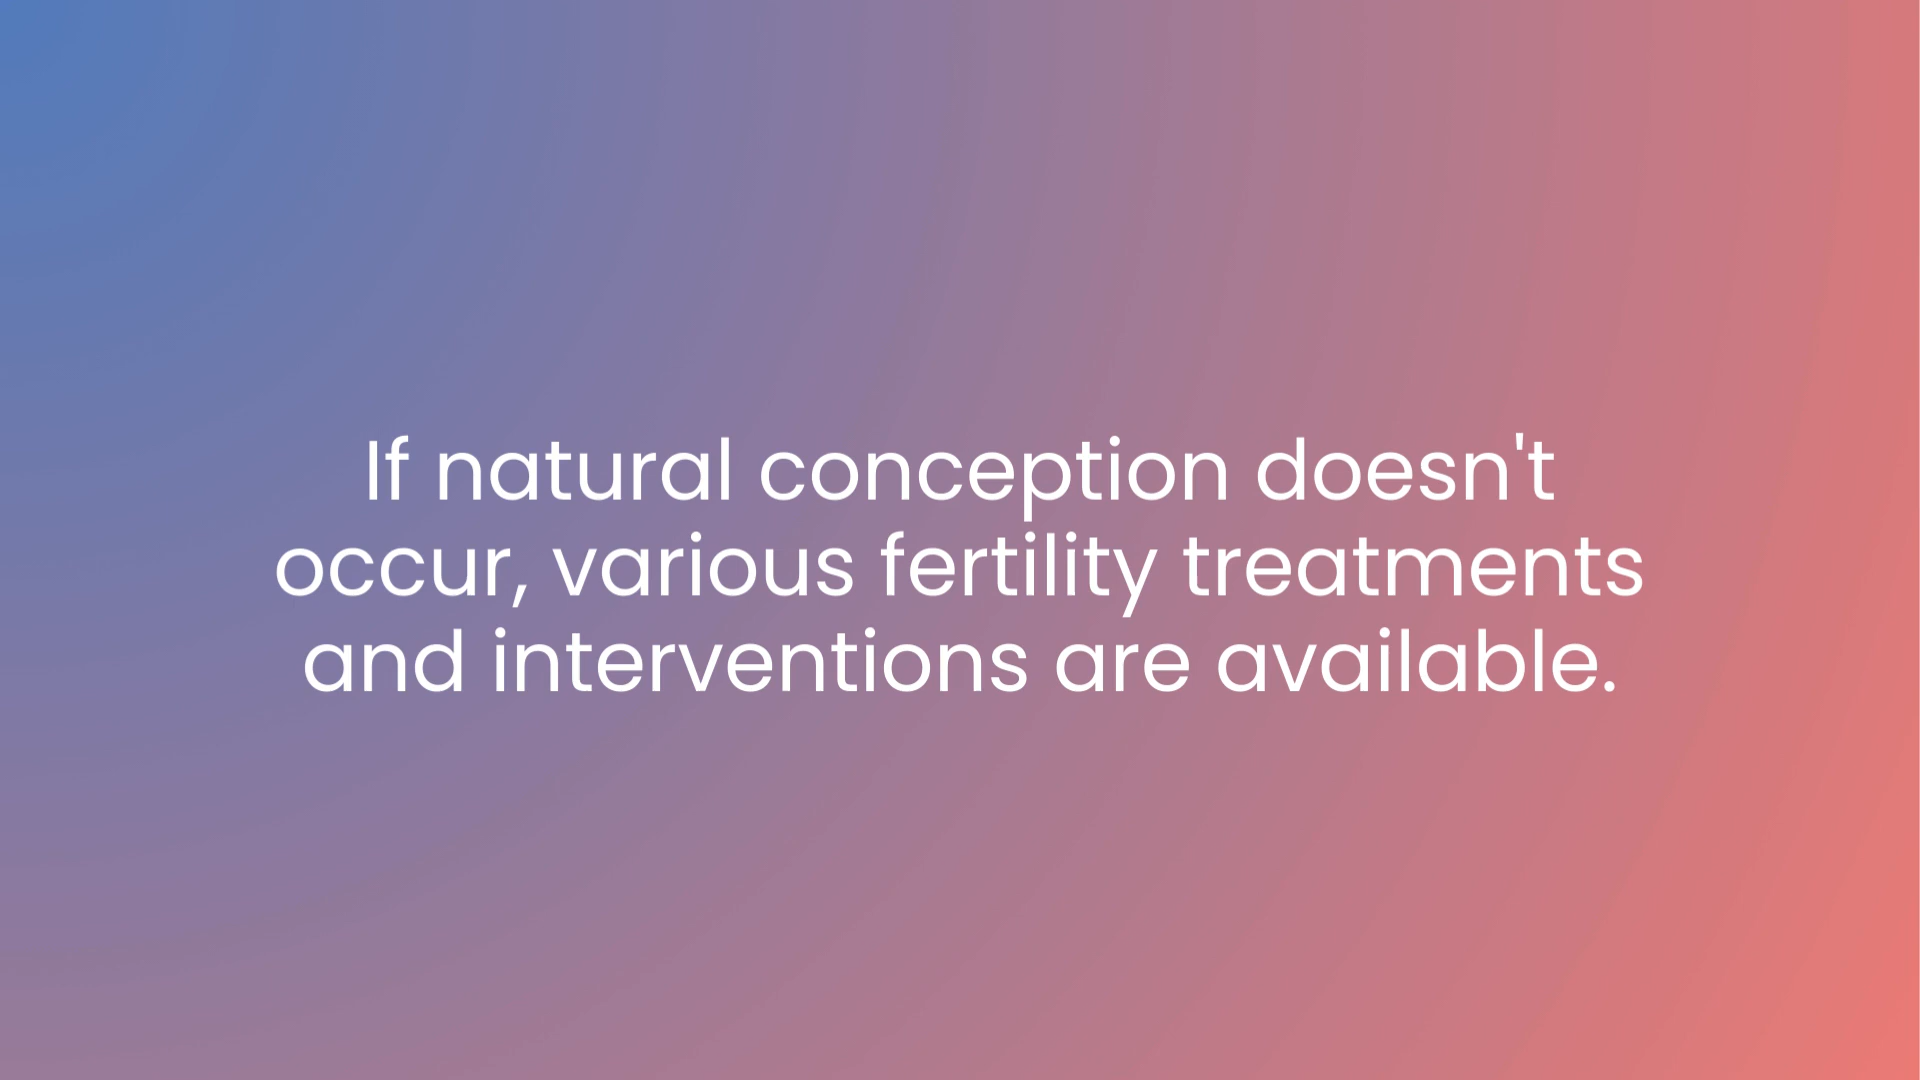 If natural conception doesn't
occur, various fertility treatments
and interventions are available.